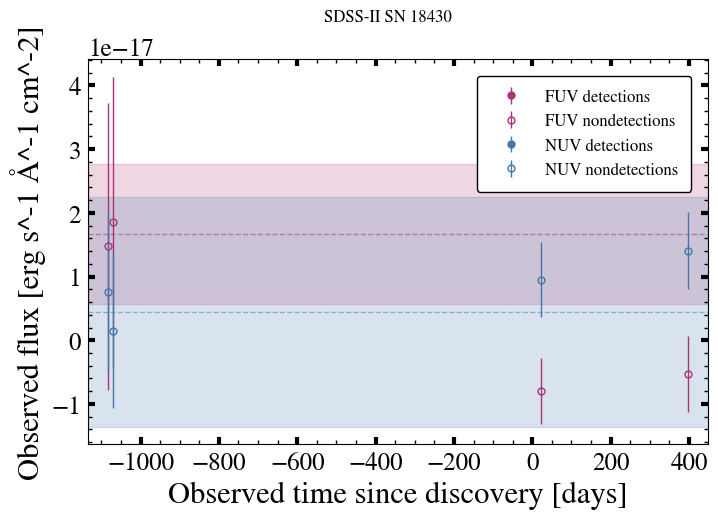 SDSS-II SN 18430
1e−17
Observed flux [erg s^-1 Å^-1 cm^-2]
4
3
2
1
0
−1
FUV detections
FUV nondetections
NUV detections
NUV nondetections
−1000 −800 −600 −400 −200 0 200 400
Observed time since discovery [days]